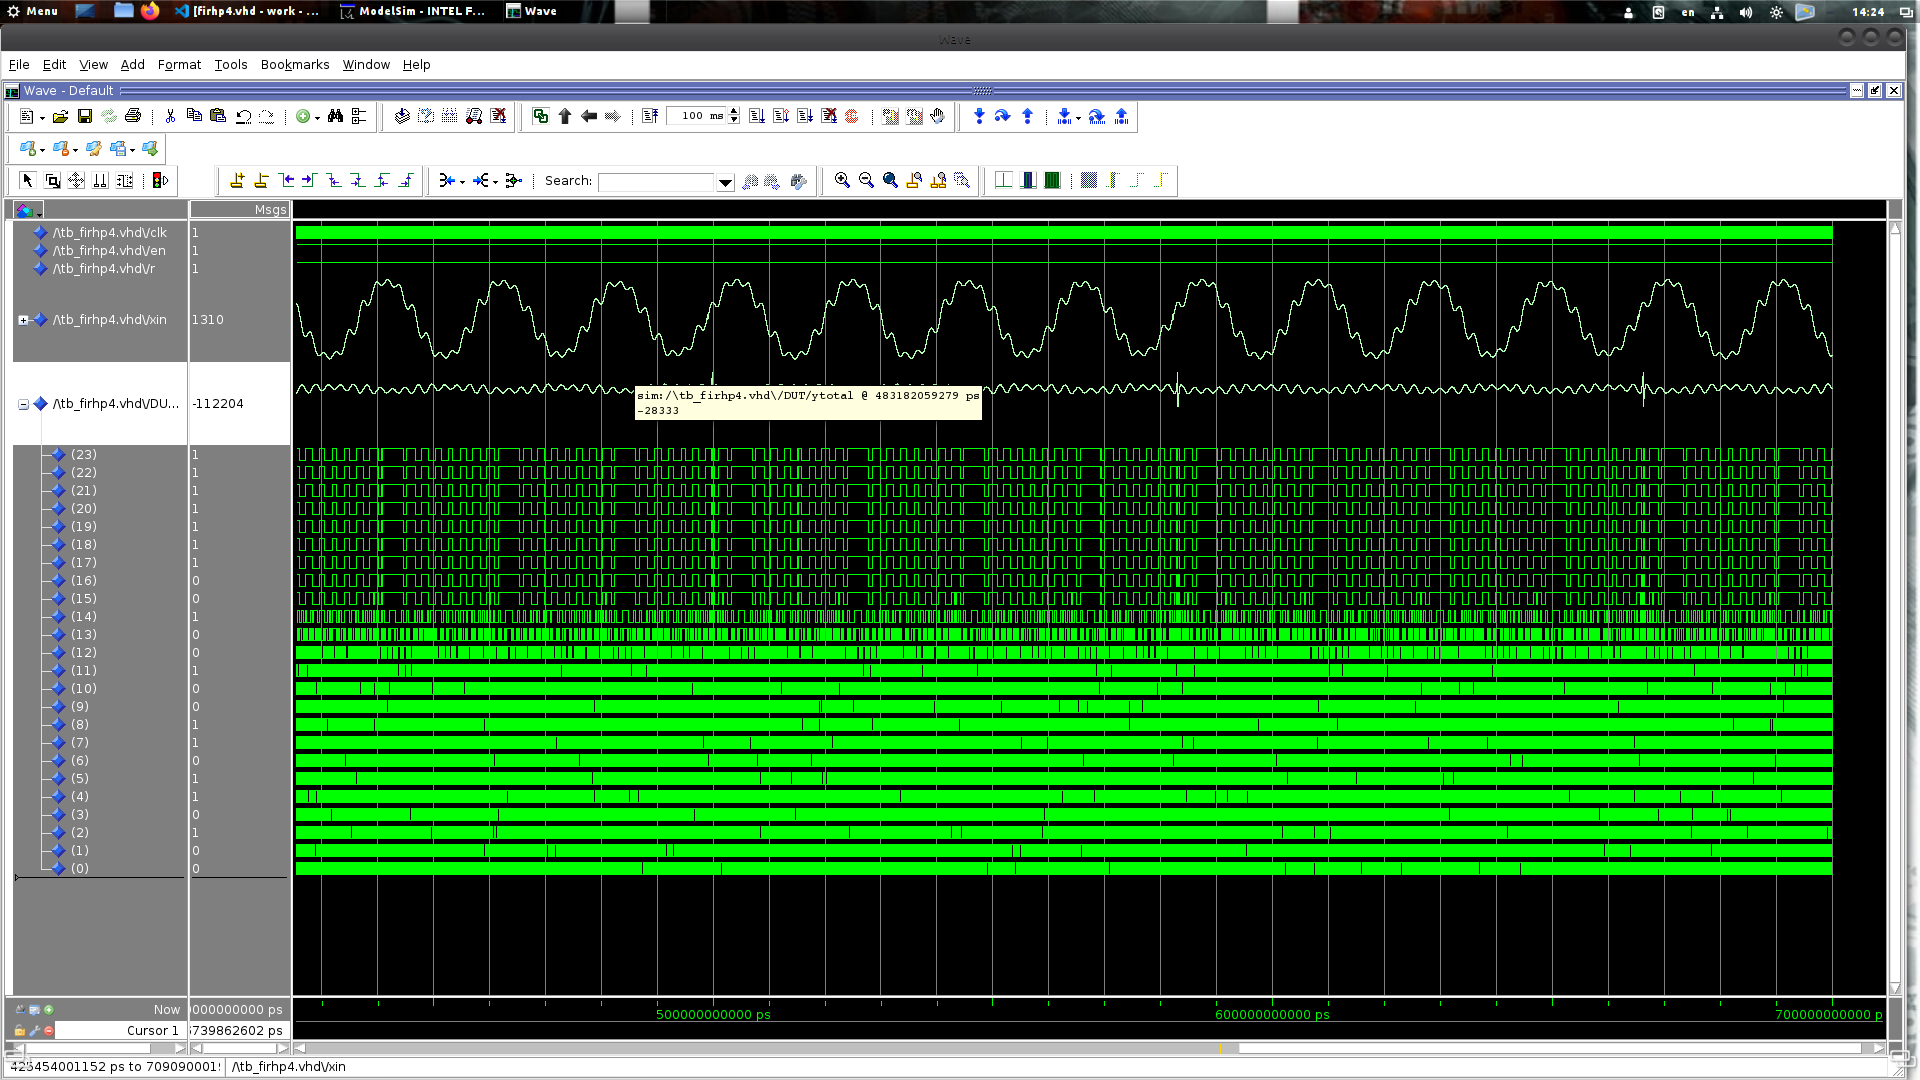 Menu
[firhp4.vhd - work - ...
ModelSim - INTEL F...
Wave
en
14:24
Wave
File Edit View Add Format Tools Bookmarks Window Help
Wave - Default
100 ms
Search:
Msgs
/\tb_firhp4.vhd\/clk 1
/\tb_firhp4.vhd\/en 1
/\tb_firhp4.vhd\/r 1
/\tb_firhp4.vhd\/xin 1310
/\tb_firhp4.vhd\/DU... -112204
sim:/\tb_firhp4.vhd\/DUT/ytotal @ 483182059279 ps
-28333
(23) 1
(22) 1
(21) 1
(20) 1
(19) 1
(18) 1
(17) 1
(16) 0
(15) 0
(14) 1
(13) 0
(12) 0
(11) 1
(10) 0
(9) 0
(8) 1
(7) 1
(6) 0
(5) 1
(4) 1
(3) 0
(2) 1
(1) 0
(0) 0
Now 000000000 ps
Cursor 1 739862602 ps
500000000000 ps 600000000000 ps 700000000000 p
425454001152 ps to 709090001 /\tb_firhp4.vhd\/xin